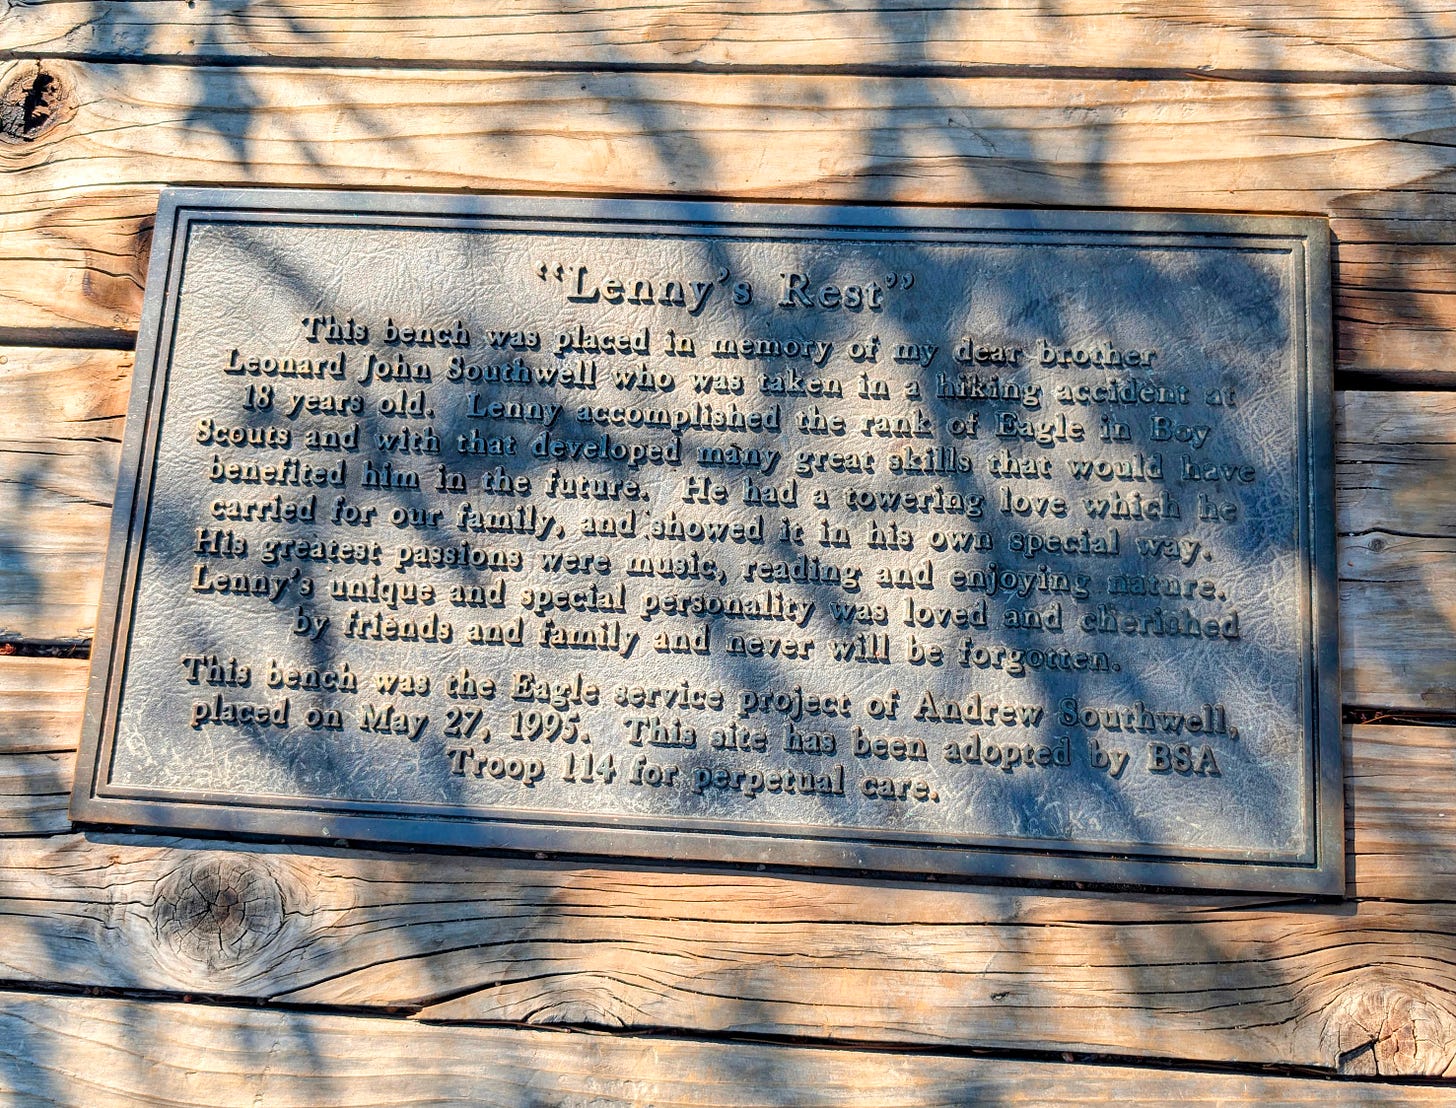 “Lenny’s Rest”
This bench was placed in memory of my dear brother
Leonard John Southwell who was taken in a hiking accident at
18 years old. Lenny accomplished the rank of Eagle in Boy
Scouts and with that developed many great skills that would have
benefited him in the future. He had a towering love which he
carried for our family, and showed it in his own special way.
His greatest passions were music, reading and enjoying nature.
Lenny’s unique and special personality was loved and cherished
by friends and family and never will be forgotten.
This bench was the Eagle service project of Andrew Southwell,
placed on May 27, 1995. This site has been adopted by BSA
Troop 114 for perpetual care.